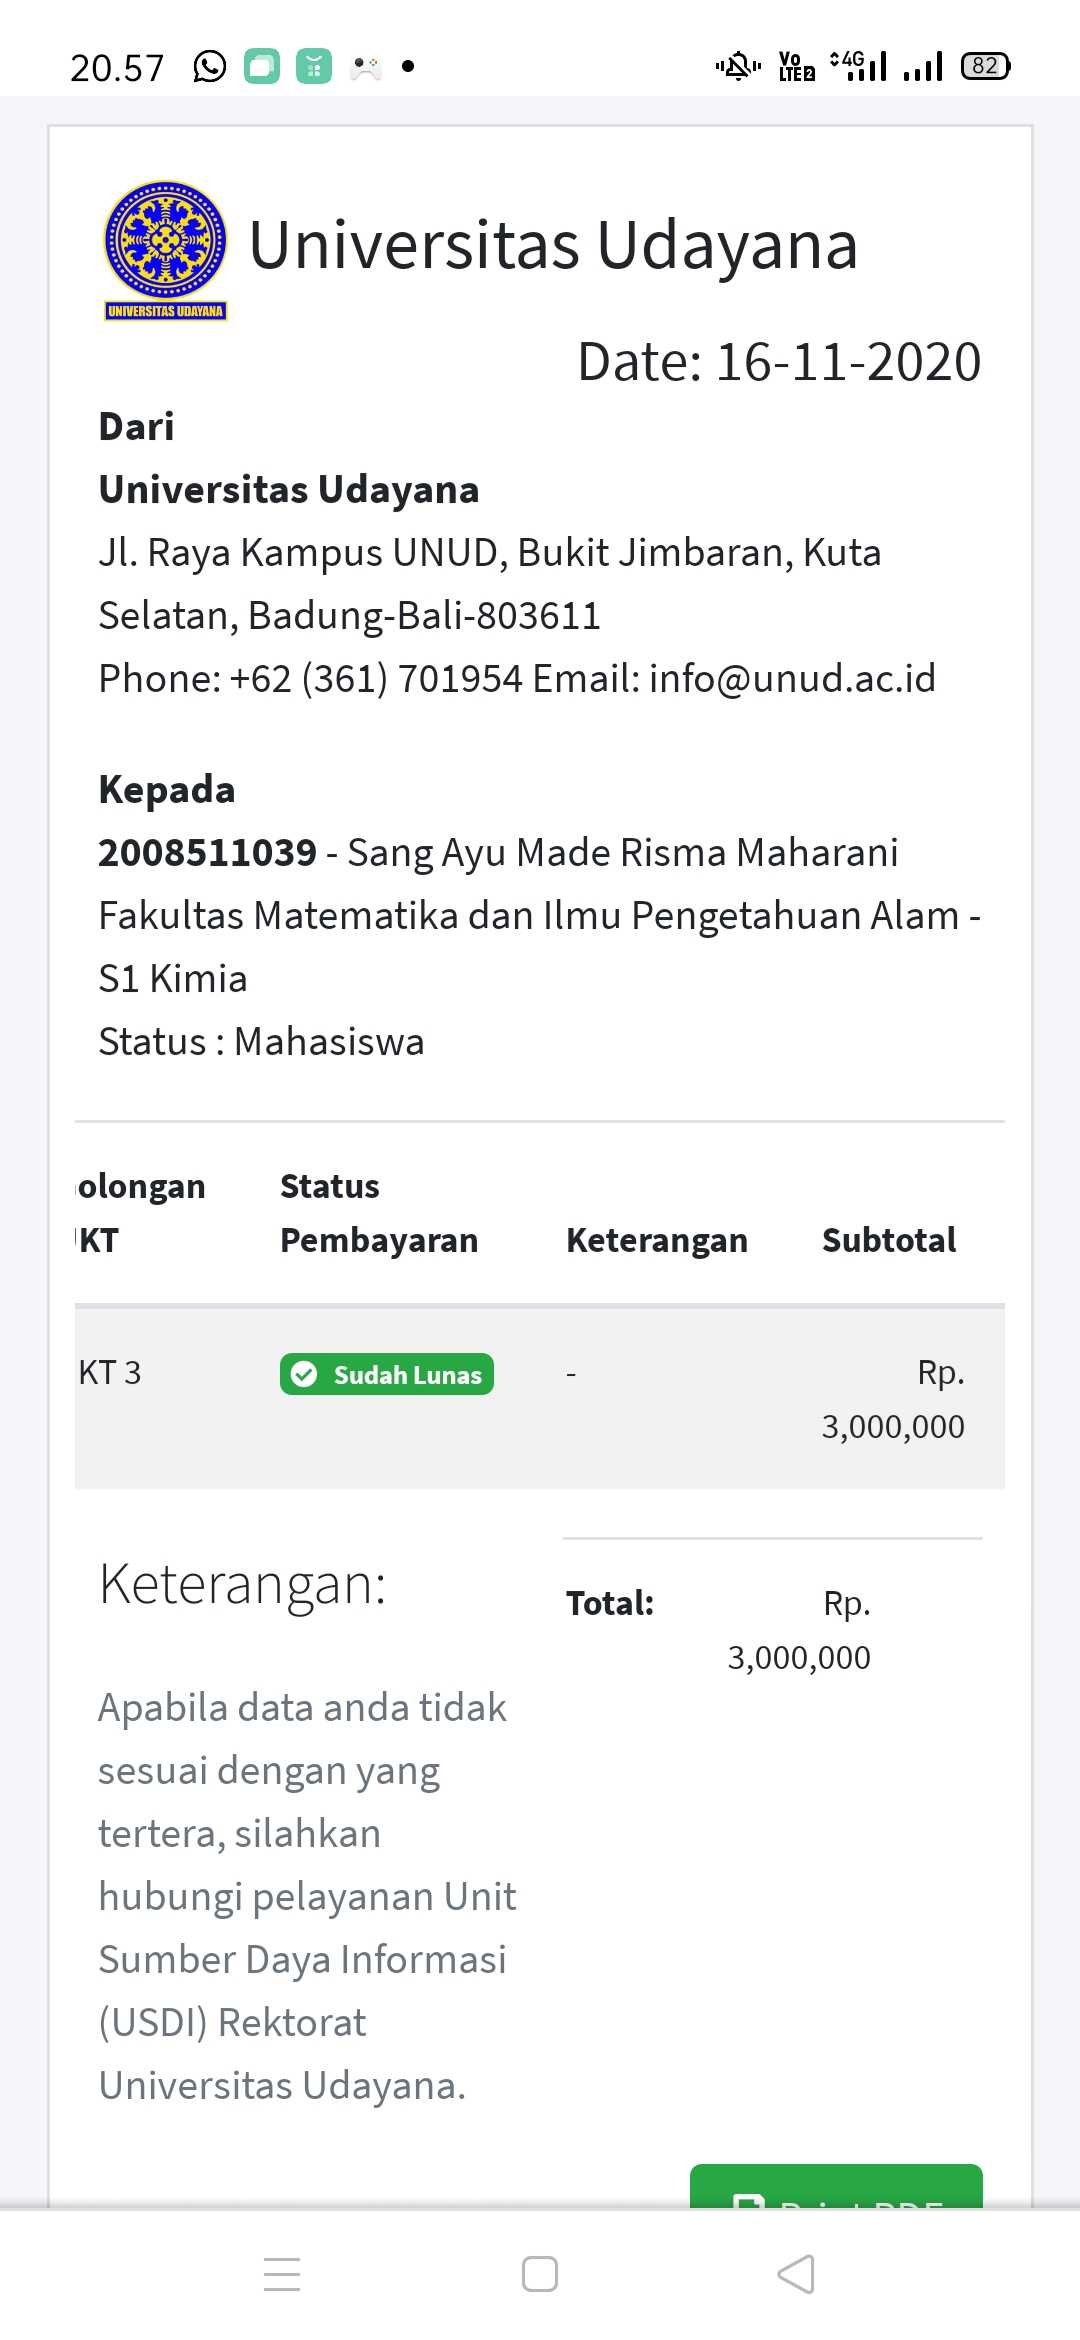 20.57
Vo
LTE 2
4G
82
UNIVERSITAS UDAYANA
Universitas Udayana
Date: 16-11-2020
Dari
Universitas Udayana
Jl. Raya Kampus UNUD, Bukit Jimbaran, Kuta
Selatan, Badung-Bali-803611
Phone: +62 (361) 701954 Email: info@unud.ac.id
Kepada
2008511039 - Sang Ayu Made Risma Maharani
Fakultas Matematika dan Ilmu Pengetahuan Alam -
S1 Kimia
Status : Mahasiswa
olongan Status
KT Pembayaran Keterangan Subtotal
KT 3 Sudah Lunas - Rp.
3,000,000
Keterangan:
Total: Rp.
3,000,000
Apabila data anda tidak
sesuai dengan yang
tertera, silahkan
hubungi pelayanan Unit
Sumber Daya Informasi
(USDI) Rektorat
Universitas Udayana.
Print PDF